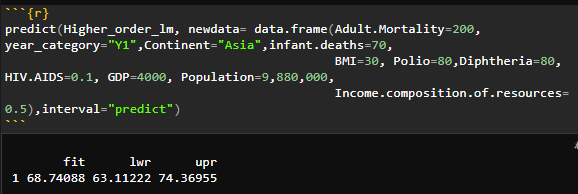 ```{r}
predict(Higher_order_lm, newdata= data.frame(Adult.Mortality=200,
year_category="Y1",Continent="Asia",infant.deaths=70,
BMI=30, Polio=80,Diphtheria=80,
HIV.AIDS=0.1, GDP=4000, Population=9,880,000,
Income.composition.of.resources=
0.5),interval="predict")
```
fit lwr upr
1 68.74088 63.11222 74.36955